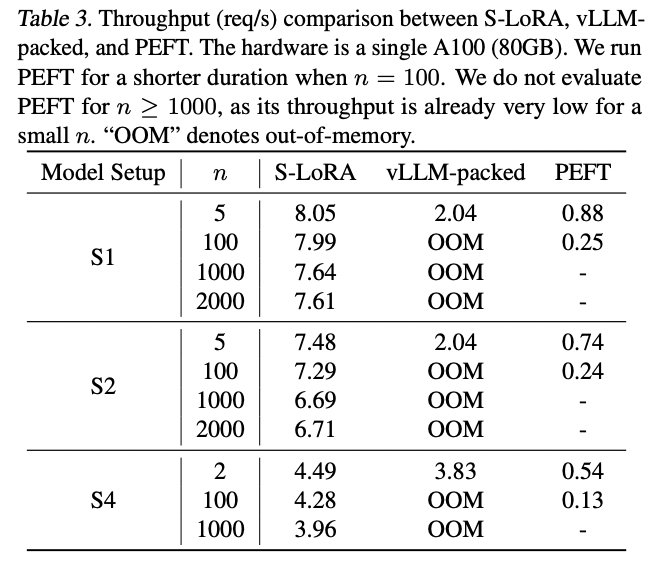 Table 3. Throughput (req/s) comparison between S-LoRA, vLLM-
packed, and PEFT. The hardware is a single A100 (80GB). We run
PEFT for a shorter duration when n = 100. We do not evaluate
PEFT for n ≥ 1000, as its throughput is already very low for a
small n. “OOM” denotes out-of-memory.
Model Setup n S-LoRA vLLM-packed PEFT
S1
5 8.05 2.04 0.88
100 7.99 OOM 0.25
1000 7.64 OOM -
2000 7.61 OOM -
S2
5 7.48 2.04 0.74
100 7.29 OOM 0.24
1000 6.69 OOM -
2000 6.71 OOM -
S4
2 4.49 3.83 0.54
100 4.28 OOM 0.13
1000 3.96 OOM -